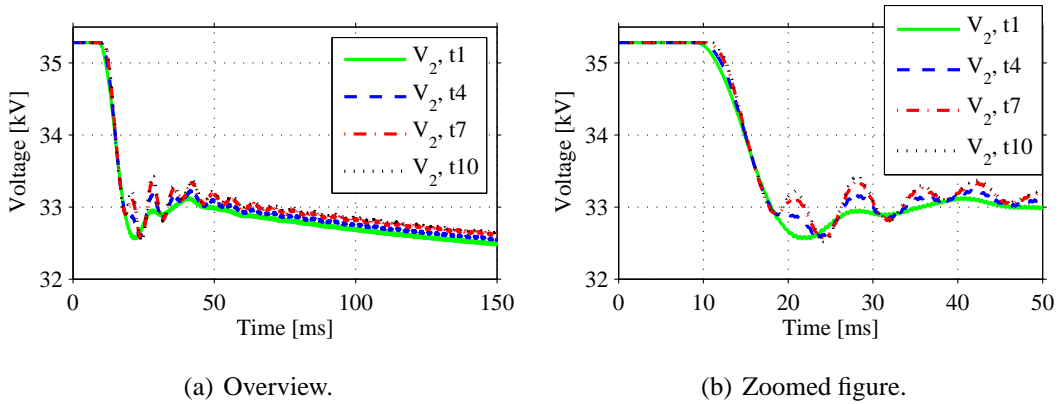 35
34
33
32
0
50
100
150
Voltage [kV]
Time [ms]
V2, t1
V2, t4
V2, t7
V2, t10
(a) Overview.
35
34
33
32
0
10
20
30
40
50
Voltage [kV]
Time [ms]
V2, t1
V2, t4
V2, t7
V2, t10
(b) Zoomed figure.